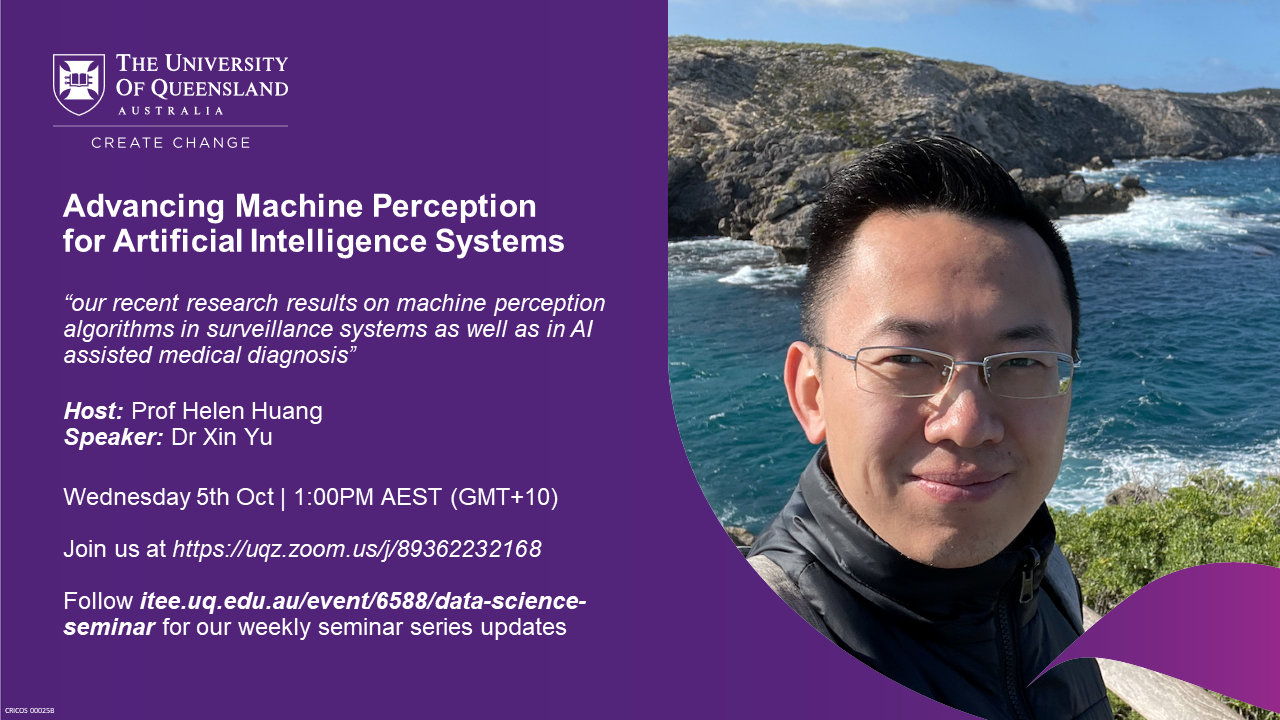 THE UNIVERSITY
OF QUEENSLAND
AUSTRALIA
CREATE CHANGE
Advancing Machine Perception
for Artificial Intelligence Systems
“our recent research results on machine perception
algorithms in surveillance systems as well as in AI
assisted medical diagnosis”
Host: Prof Helen Huang
Speaker: Dr Xin Yu
Wednesday 5th Oct | 1:00PM AEST (GMT+10)
Join us at https://uqz.zoom.us/j/89362232168
Follow itee.uq.edu.au/event/6588/data-science-
seminar for our weekly seminar series updates
CRICOS 00025B